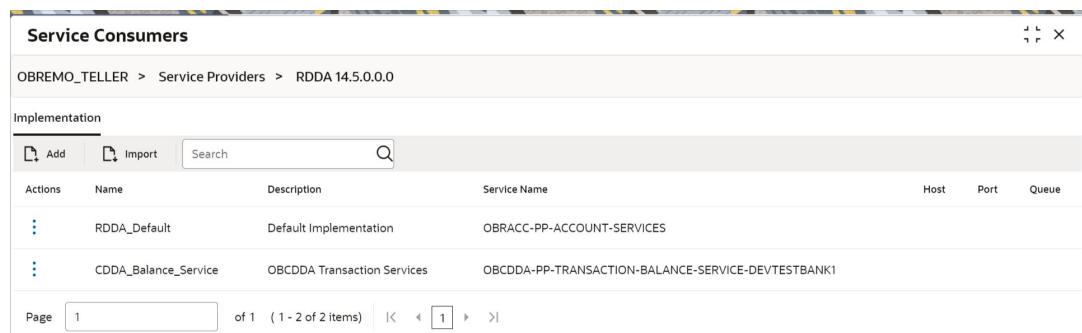 Service Consumers
OBREMO_TELLER > Service Providers > RDDA 14.5.0.0.0
Implementation
Add Import Search
Actions Name Description Service Name Host Port Queue
RDDA_Default Default Implementation OBRACC-PP-ACCOUNT-SERVICES
CDDA_Balance_Service OBCDDA Transaction Services OBCDDA-PP-TRANSACTION-BALANCE-SERVICE-DEVTESTBANK1
Page 1 of 1 (1 - 2 of 2 items) 1